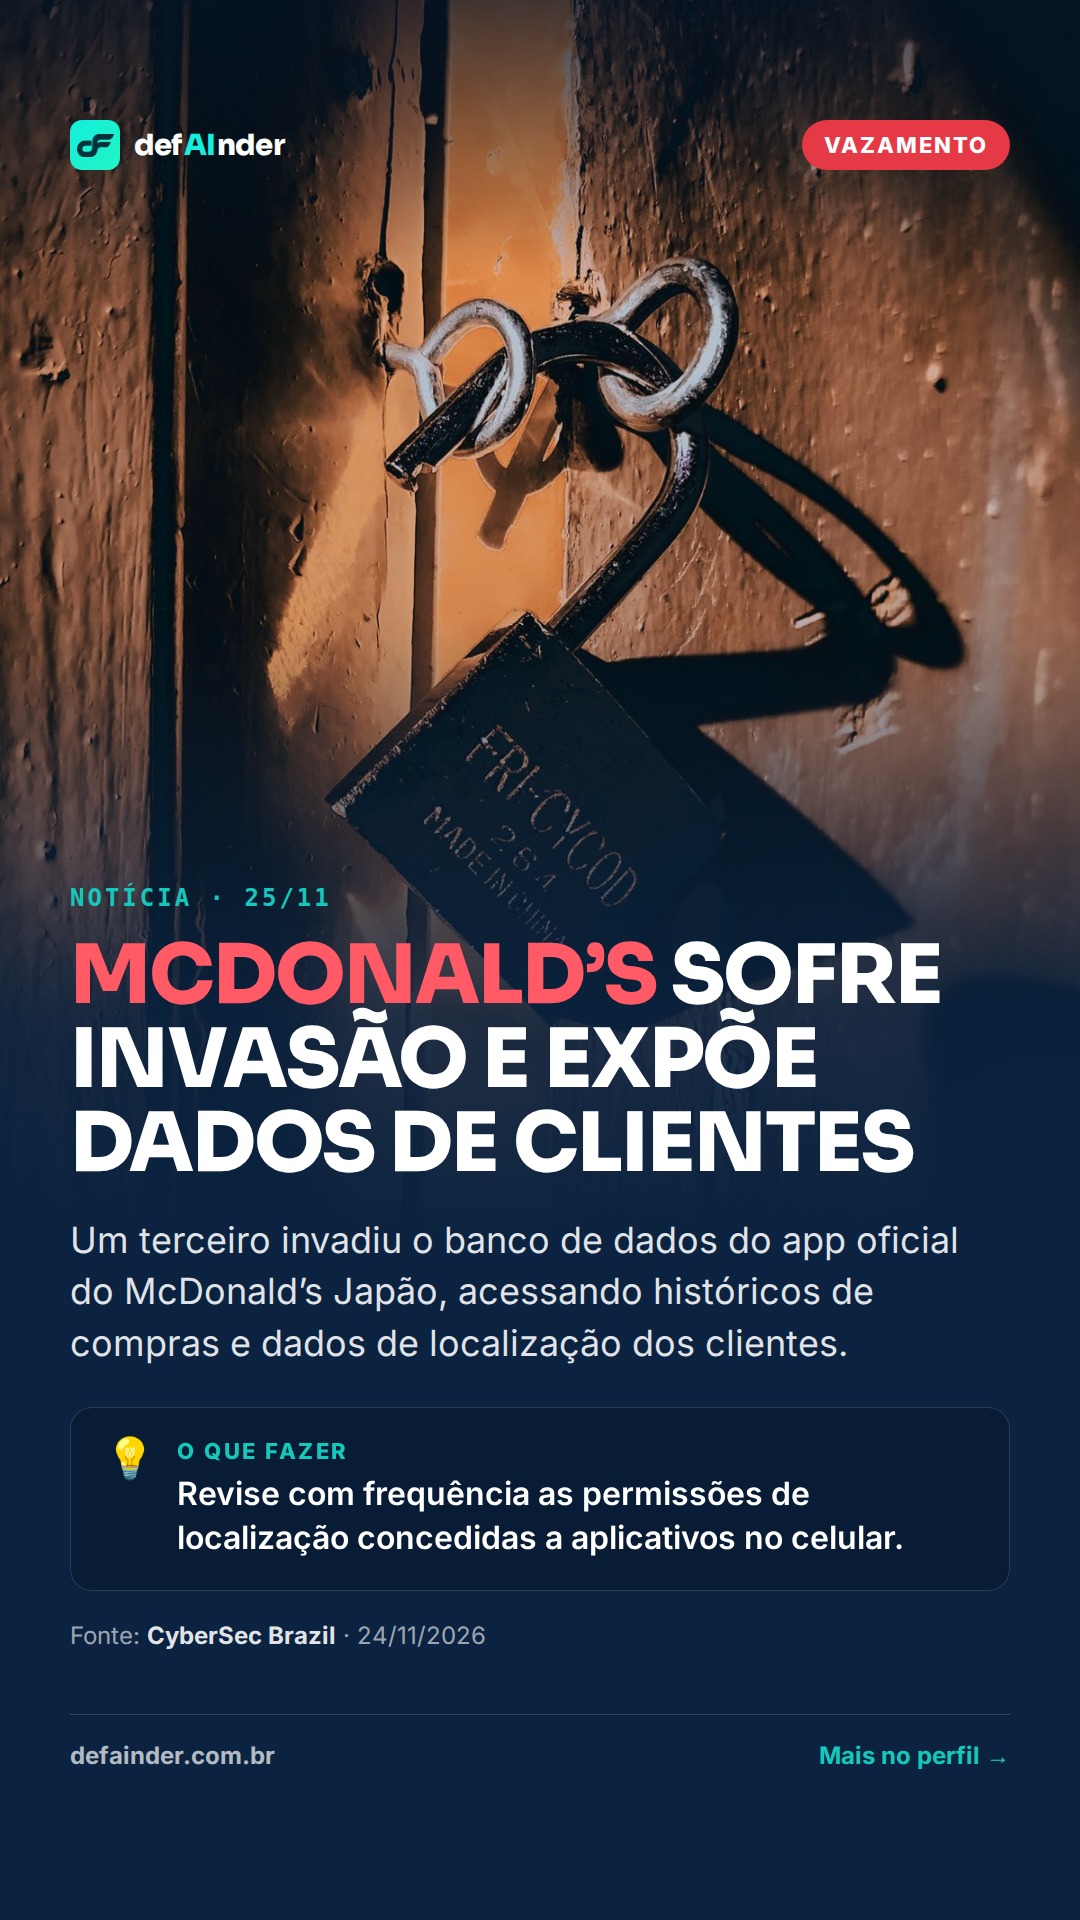 defAInder
VAZAMENTO
FRI-CYCOD
284
MADE IN CHINA
NOTÍCIA · 25/11
MCDONALD’S SOFRE
INVASÃO E EXPÕE
DADOS DE CLIENTES
Um terceiro invadiu o banco de dados do app oficial
do McDonald’s Japão, acessando históricos de
compras e dados de localização dos clientes.
O QUE FAZER
Revise com frequência as permissões de
localização concedidas a aplicativos no celular.
Fonte: CyberSec Brazil · 24/11/2026
defainder.com.br
Mais no perfil →